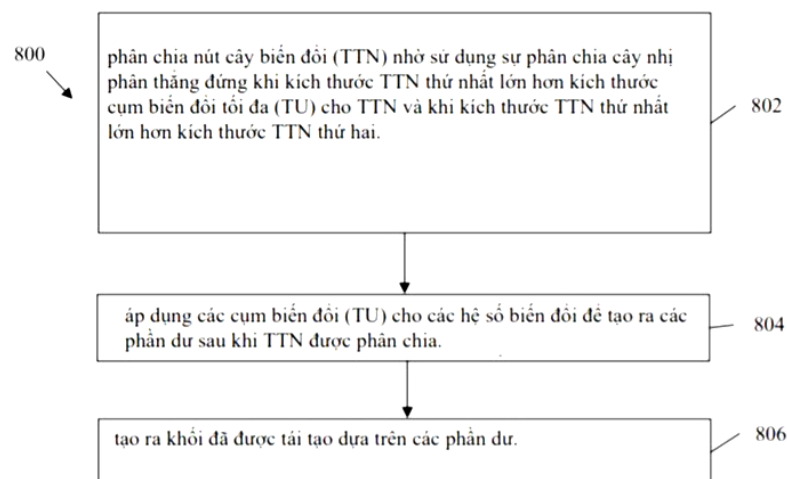 800
phân chia nút cây biến đổi (TTN) nhờ sử dụng sự phân chia cây nhị
phân thẳng đứng khi kích thước TTN thứ nhất lớn hơn kích thước
cụm biến đổi tối đa (TU) cho TTN và khi kích thước TTN thứ nhất
lớn hơn kích thước TTN thứ hai.
802
áp dụng các cụm biến đổi (TU) cho các hệ số biến đổi để tạo ra các
phần dư sau khi TTN được phân chia.
804
tạo ra khối đã được tái tạo dựa trên các phần dư.
806